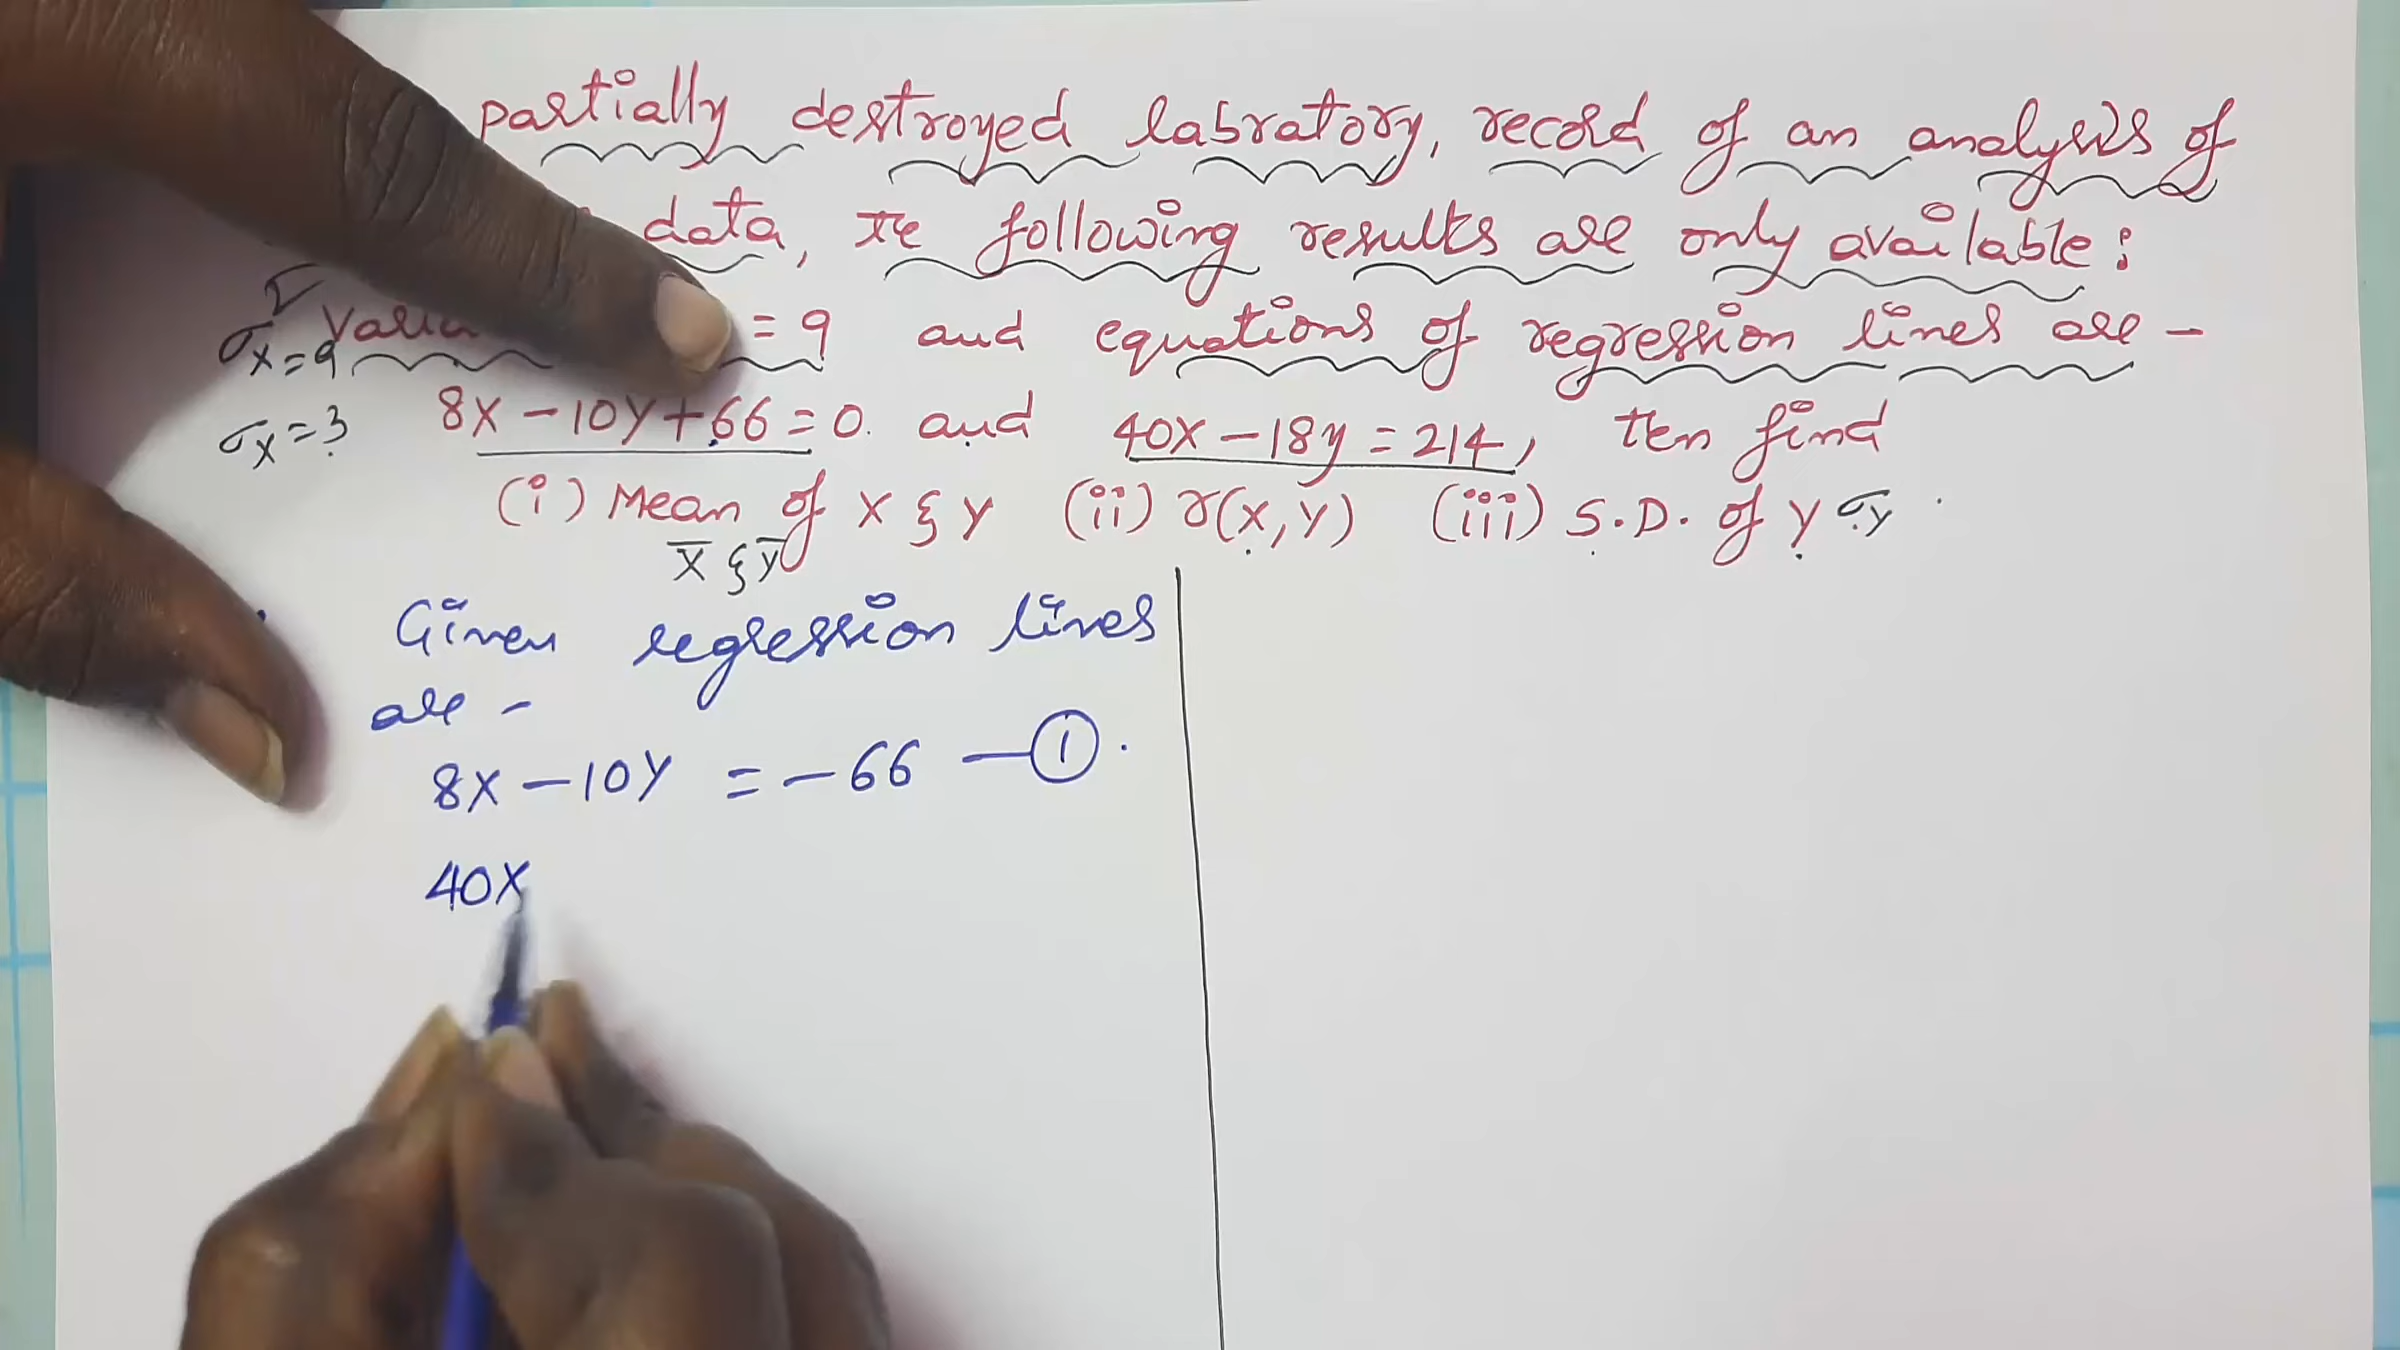 partially destroyed labratory, record of an analysis of
data, the following results are only available:
σx² = 9
= 9 and equations of regression lines are –
σx = 3
8X – 10Y + 66 = 0. and 40X – 18Y = 214, ten find
(i) Mean of X & Y (ii) r(X, Y) (iii) S.D. of Y σy
X̄ & Ȳ
Given regression lines
are –
8X – 10Y = – 66 — ①.
40X